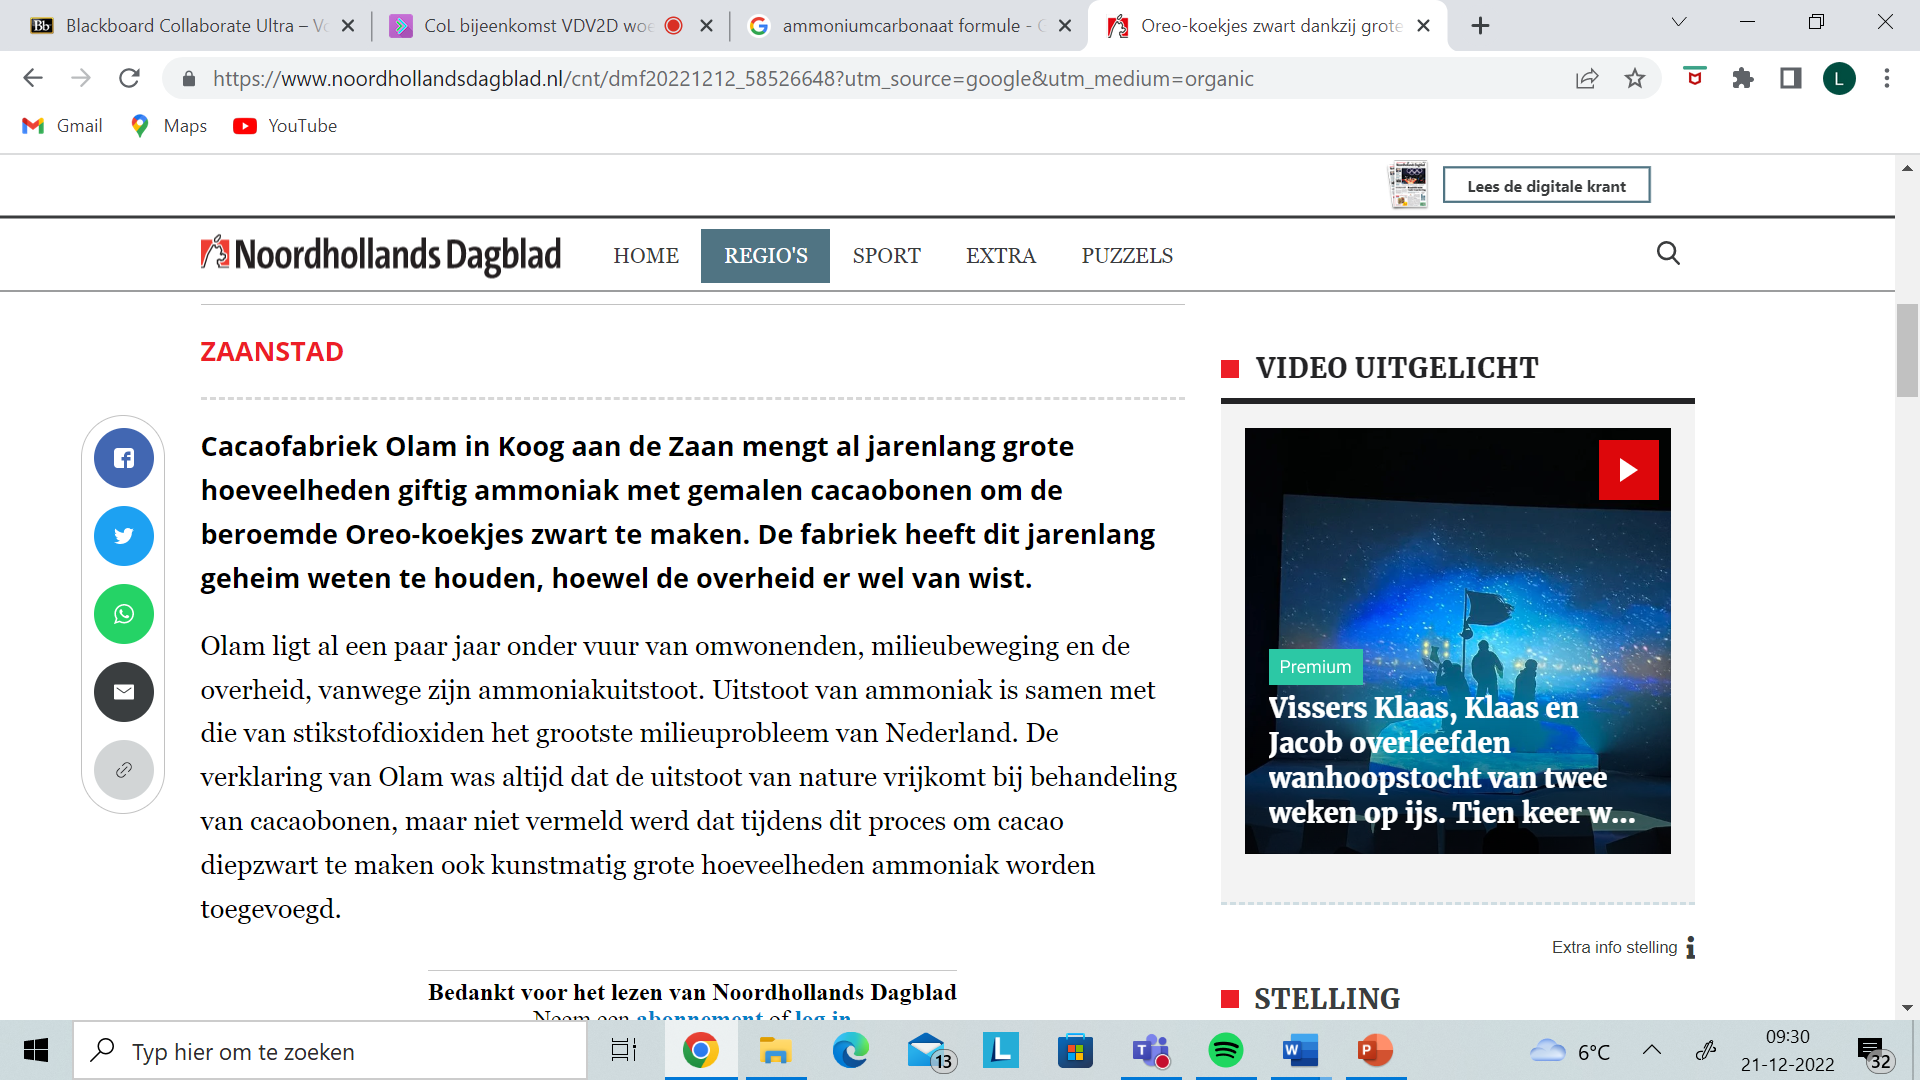 Blackboard Collaborate Ultra – Vo
CoL bijeenkomst VDV2D woe
ammoniumcarbonaat formule - G
Oreo-koekjes zwart dankzij grote
https://www.noordhollandsdagblad.nl/cnt/dmf20221212_58526648?utm_source=google&utm_medium=organic
L
Gmail
Maps
YouTube
Lees de digitale krant
Noordhollands Dagblad
HOME
REGIO'S
SPORT
EXTRA
PUZZELS
ZAANSTAD
Cacaofabriek Olam in Koog aan de Zaan mengt al jarenlang grote
hoeveelheden giftig ammoniak met gemalen cacaobonen om de
beroemde Oreo-koekjes zwart te maken. De fabriek heeft dit jarenlang
geheim weten te houden, hoewel de overheid er wel van wist.
Olam ligt al een paar jaar onder vuur van omwonenden, milieubeweging en de
overheid, vanwege zijn ammoniakuitstoot. Uitstoot van ammoniak is samen met
die van stikstofdioxiden het grootste milieuprobleem van Nederland. De
verklaring van Olam was altijd dat de uitstoot van nature vrijkomt bij behandeling
van cacaobonen, maar niet vermeld werd dat tijdens dit proces om cacao
diepzwart te maken ook kunstmatig grote hoeveelheden ammoniak worden
toegevoegd.
Bedankt voor het lezen van Noordhollands Dagblad
Neem een abonnement of log in
VIDEO UITGELICHT
Premium
Vissers Klaas, Klaas en
Jacob overleefden
wanhoopstocht van twee
weken op ijs. Tien keer w...
Extra info stelling
STELLING
Typ hier om te zoeken
13
6°C
09:30
21-12-2022
32